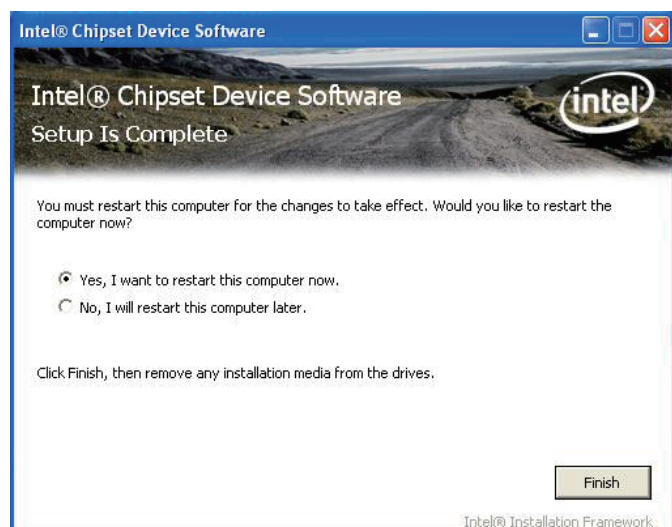 Intel® Chipset Device Software
Intel® Chipset Device Software
intel
Setup Is Complete
You must restart this computer for the changes to take effect. Would you like to restart the
computer now?
Yes, I want to restart this computer now.
No, I will restart this computer later.
Click Finish, then remove any installation media from the drives.
Finish
Intel® Installation Framework